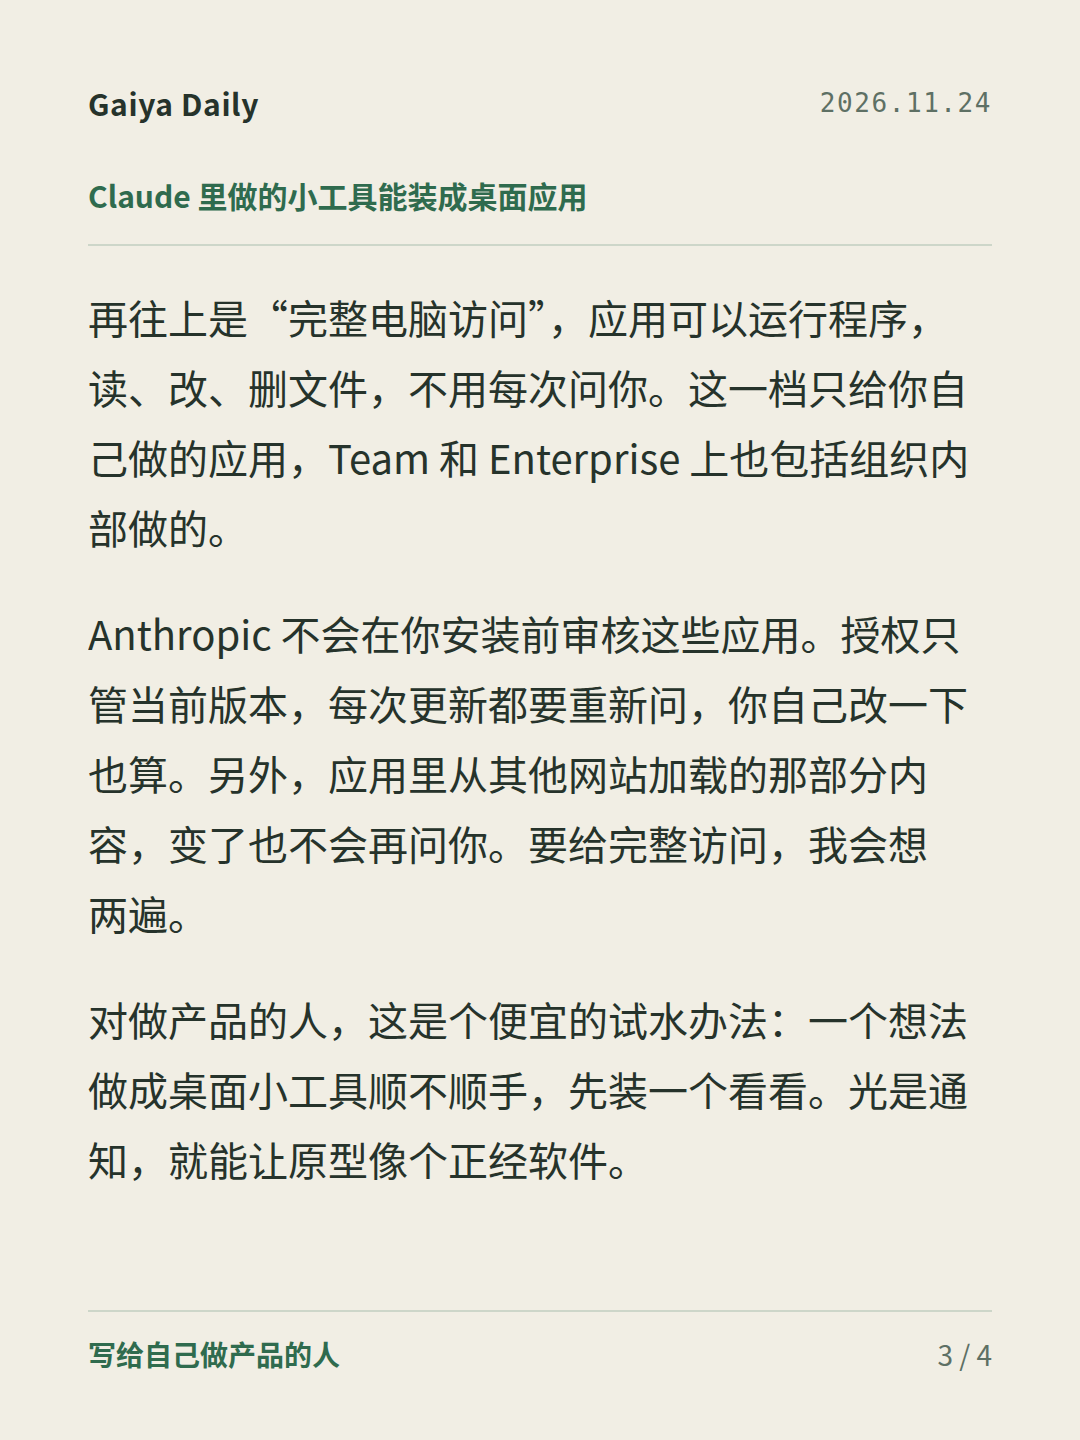 Gaiya Daily
2026.11.24
Claude 里做的小工具能装成桌面应用
再往上是“完整电脑访问”，应用可以运行程序，
读、改、删文件，不用每次问你。这一档只给你自
己做的应用，Team 和 Enterprise 上也包括组织内
部做的。
Anthropic 不会在你安装前审核这些应用。授权只
管当前版本，每次更新都要重新问，你自己改一下
也算。另外，应用里从其他网站加载的那部分内
容，变了也不会再问你。要给完整访问，我会想
两遍。
对做产品的人，这是个便宜的试水办法：一个想法
做成桌面小工具顺不顺手，先装一个看看。光是通
知，就能让原型像个正经软件。
写给自己做产品的人
3 / 4